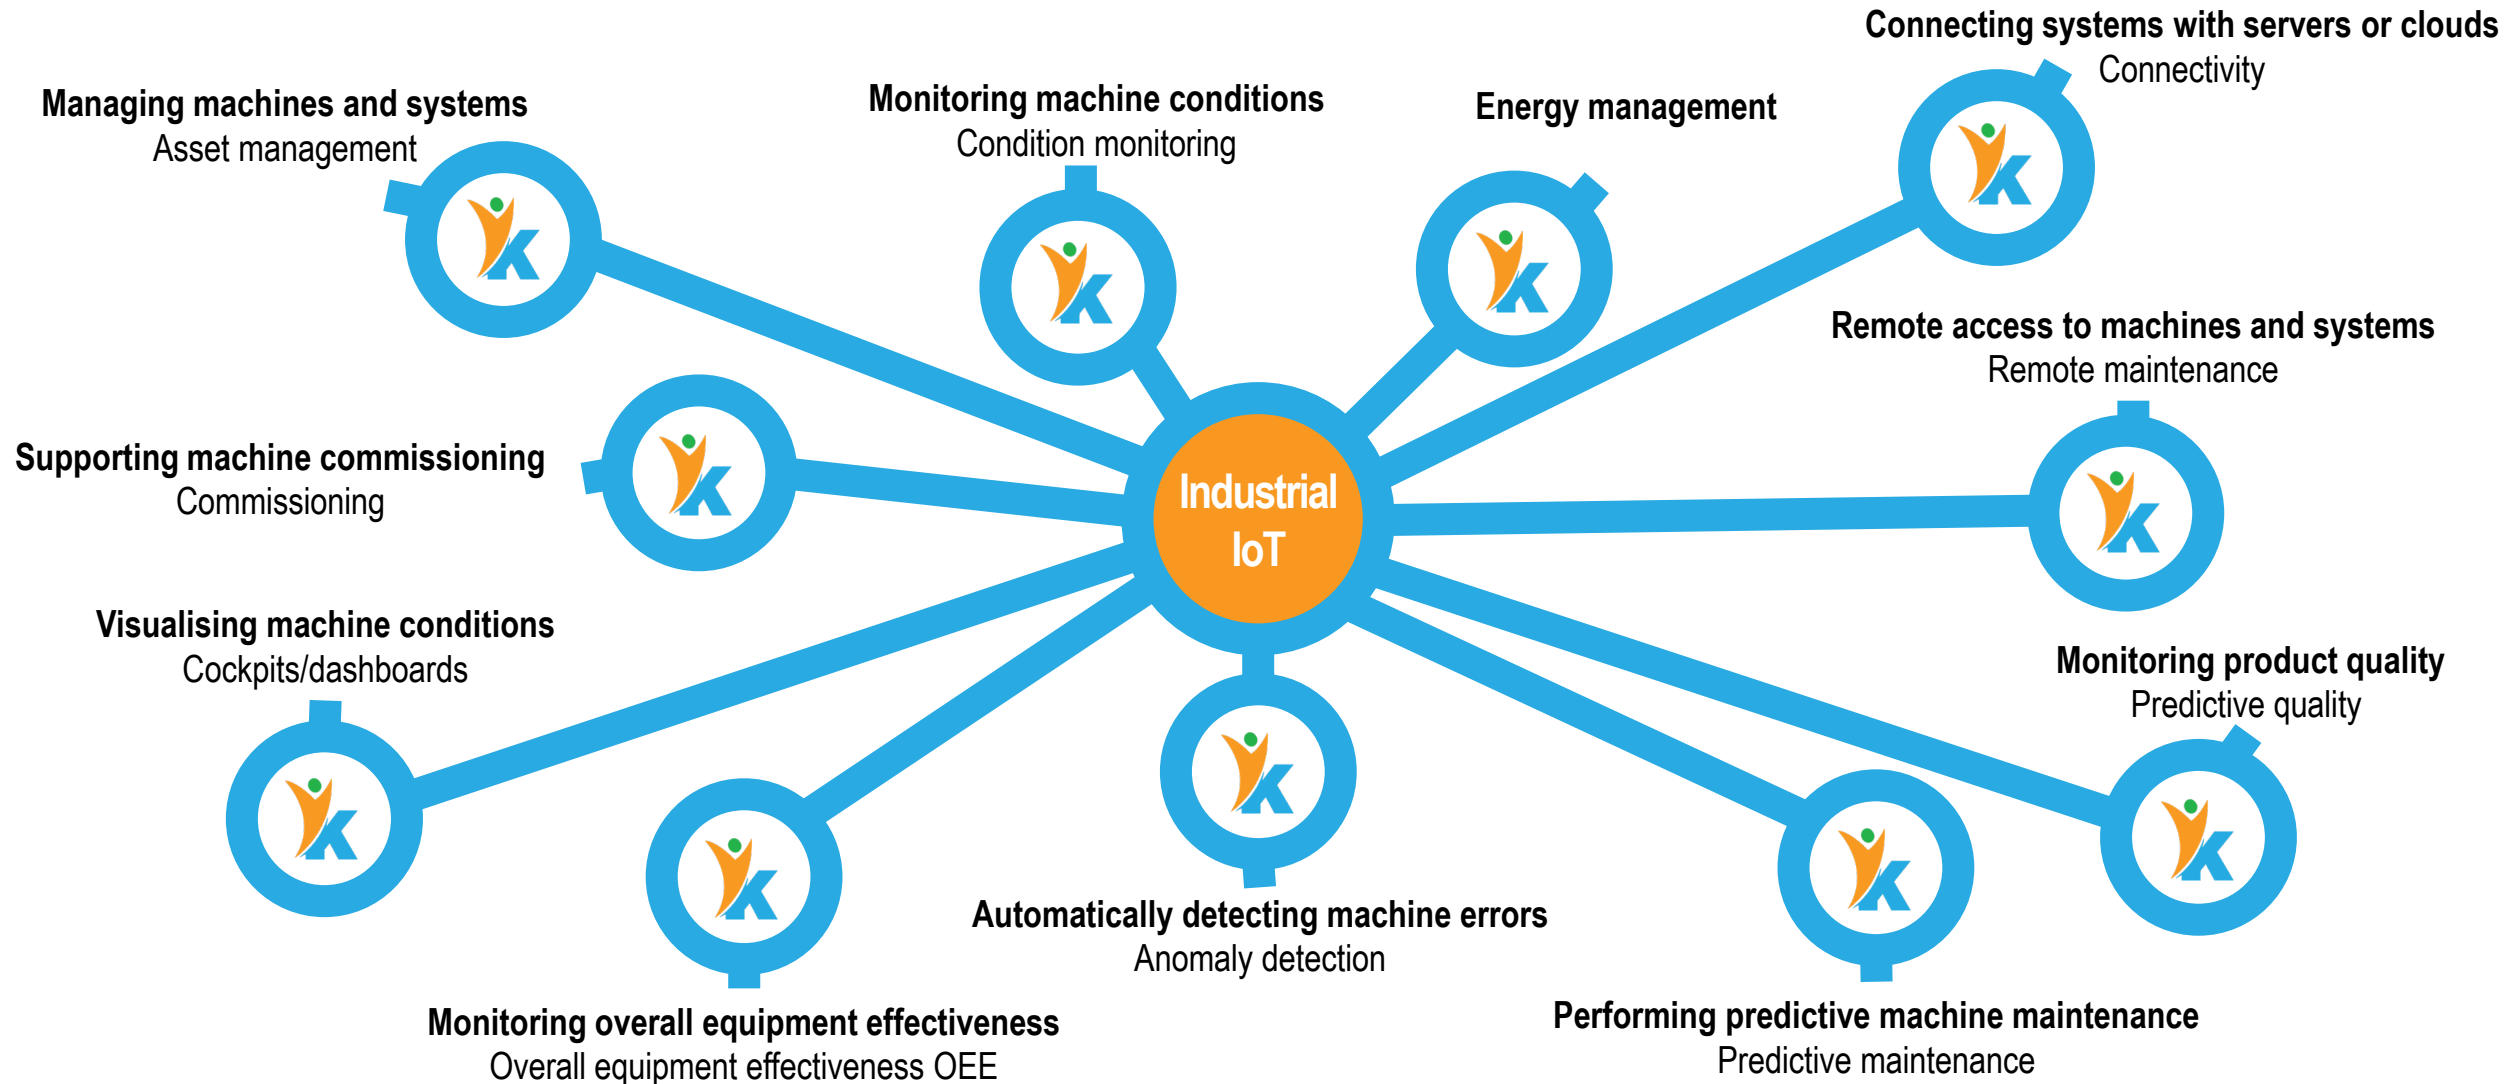 Connecting systems with servers or clouds
Connectivity
Managing machines and systems
Asset management
Monitoring machine conditions
Condition monitoring
Energy management
Remote access to machines and systems
Remote maintenance
Supporting machine commissioning
Commissioning
Industrial
IoT
Visualising machine conditions
Cockpits/dashboards
Monitoring product quality
Predictive quality
Automatically detecting machine errors
Anomaly detection
Monitoring overall equipment effectiveness
Overall equipment effectiveness OEE
Performing predictive machine maintenance
Predictive maintenance